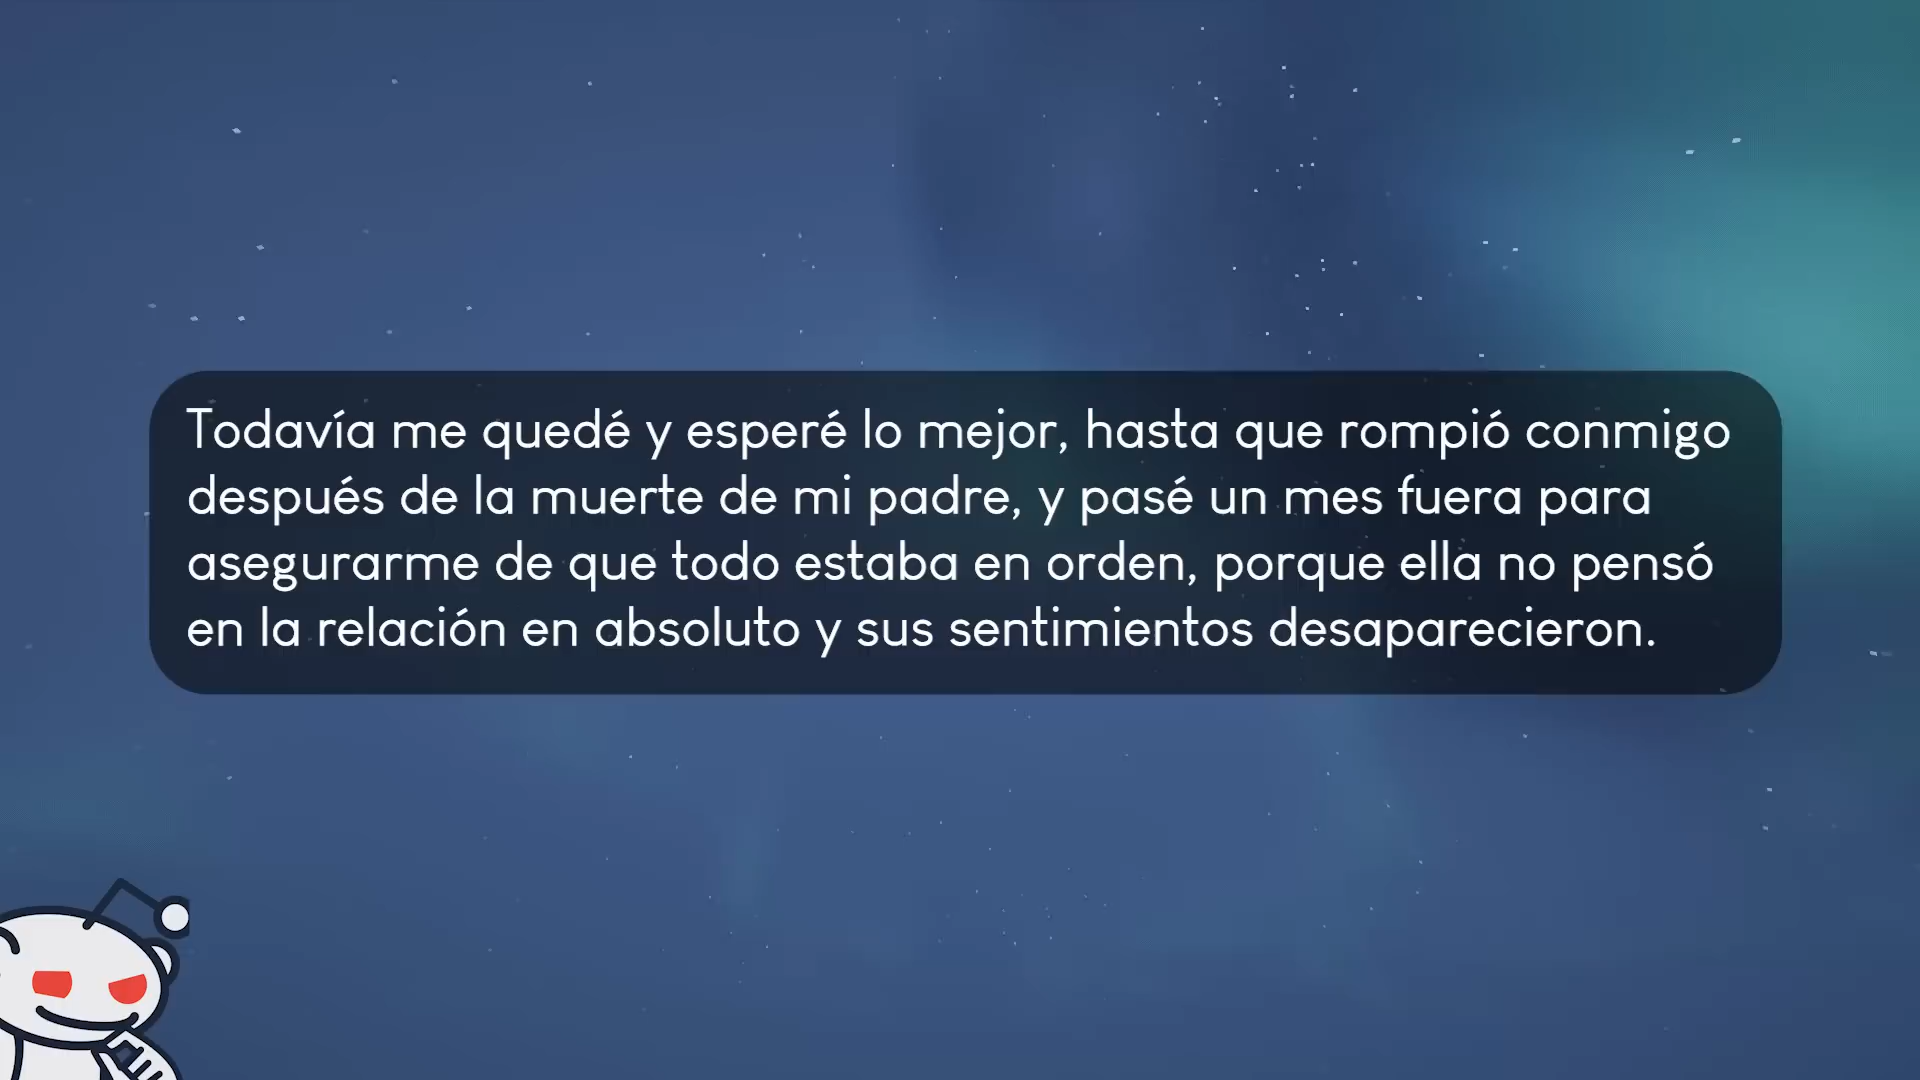 Todavía me quedé y esperé lo mejor, hasta que rompió conmigo
después de la muerte de mi padre, y pasé un mes fuera para
asegurarme de que todo estaba en orden, porque ella no pensó
en la relación en absoluto y sus sentimientos desaparecieron.